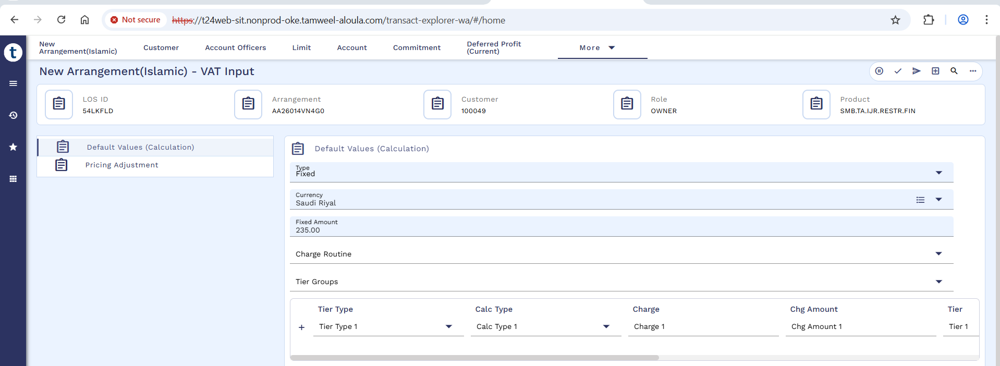 Not secure
https://t24web-sit.nonprod-oke.tamweel-aloula.com/transact-explorer-wa/#/home
t
New Arrangement(Islamic)
Customer
Account Officers
Limit
Account
Commitment
Deferred Profit (Current)
More
New Arrangement(Islamic) - VAT Input
LOS ID
54LKFLD
Arrangement
AA26014VN4G0
Customer
100049
Role
OWNER
Product
SMB.TA.IJR.RESTR.FIN
Default Values (Calculation)
Pricing Adjustment
Default Values (Calculation)
Type
Fixed
Currency
Saudi Riyal
Fixed Amount
235.00
Charge Routine
Tier Groups
Tier Type Calc Type Charge Chg Amount Tier
+ Tier Type 1 Calc Type 1 Charge 1 Chg Amount 1 Tier 1